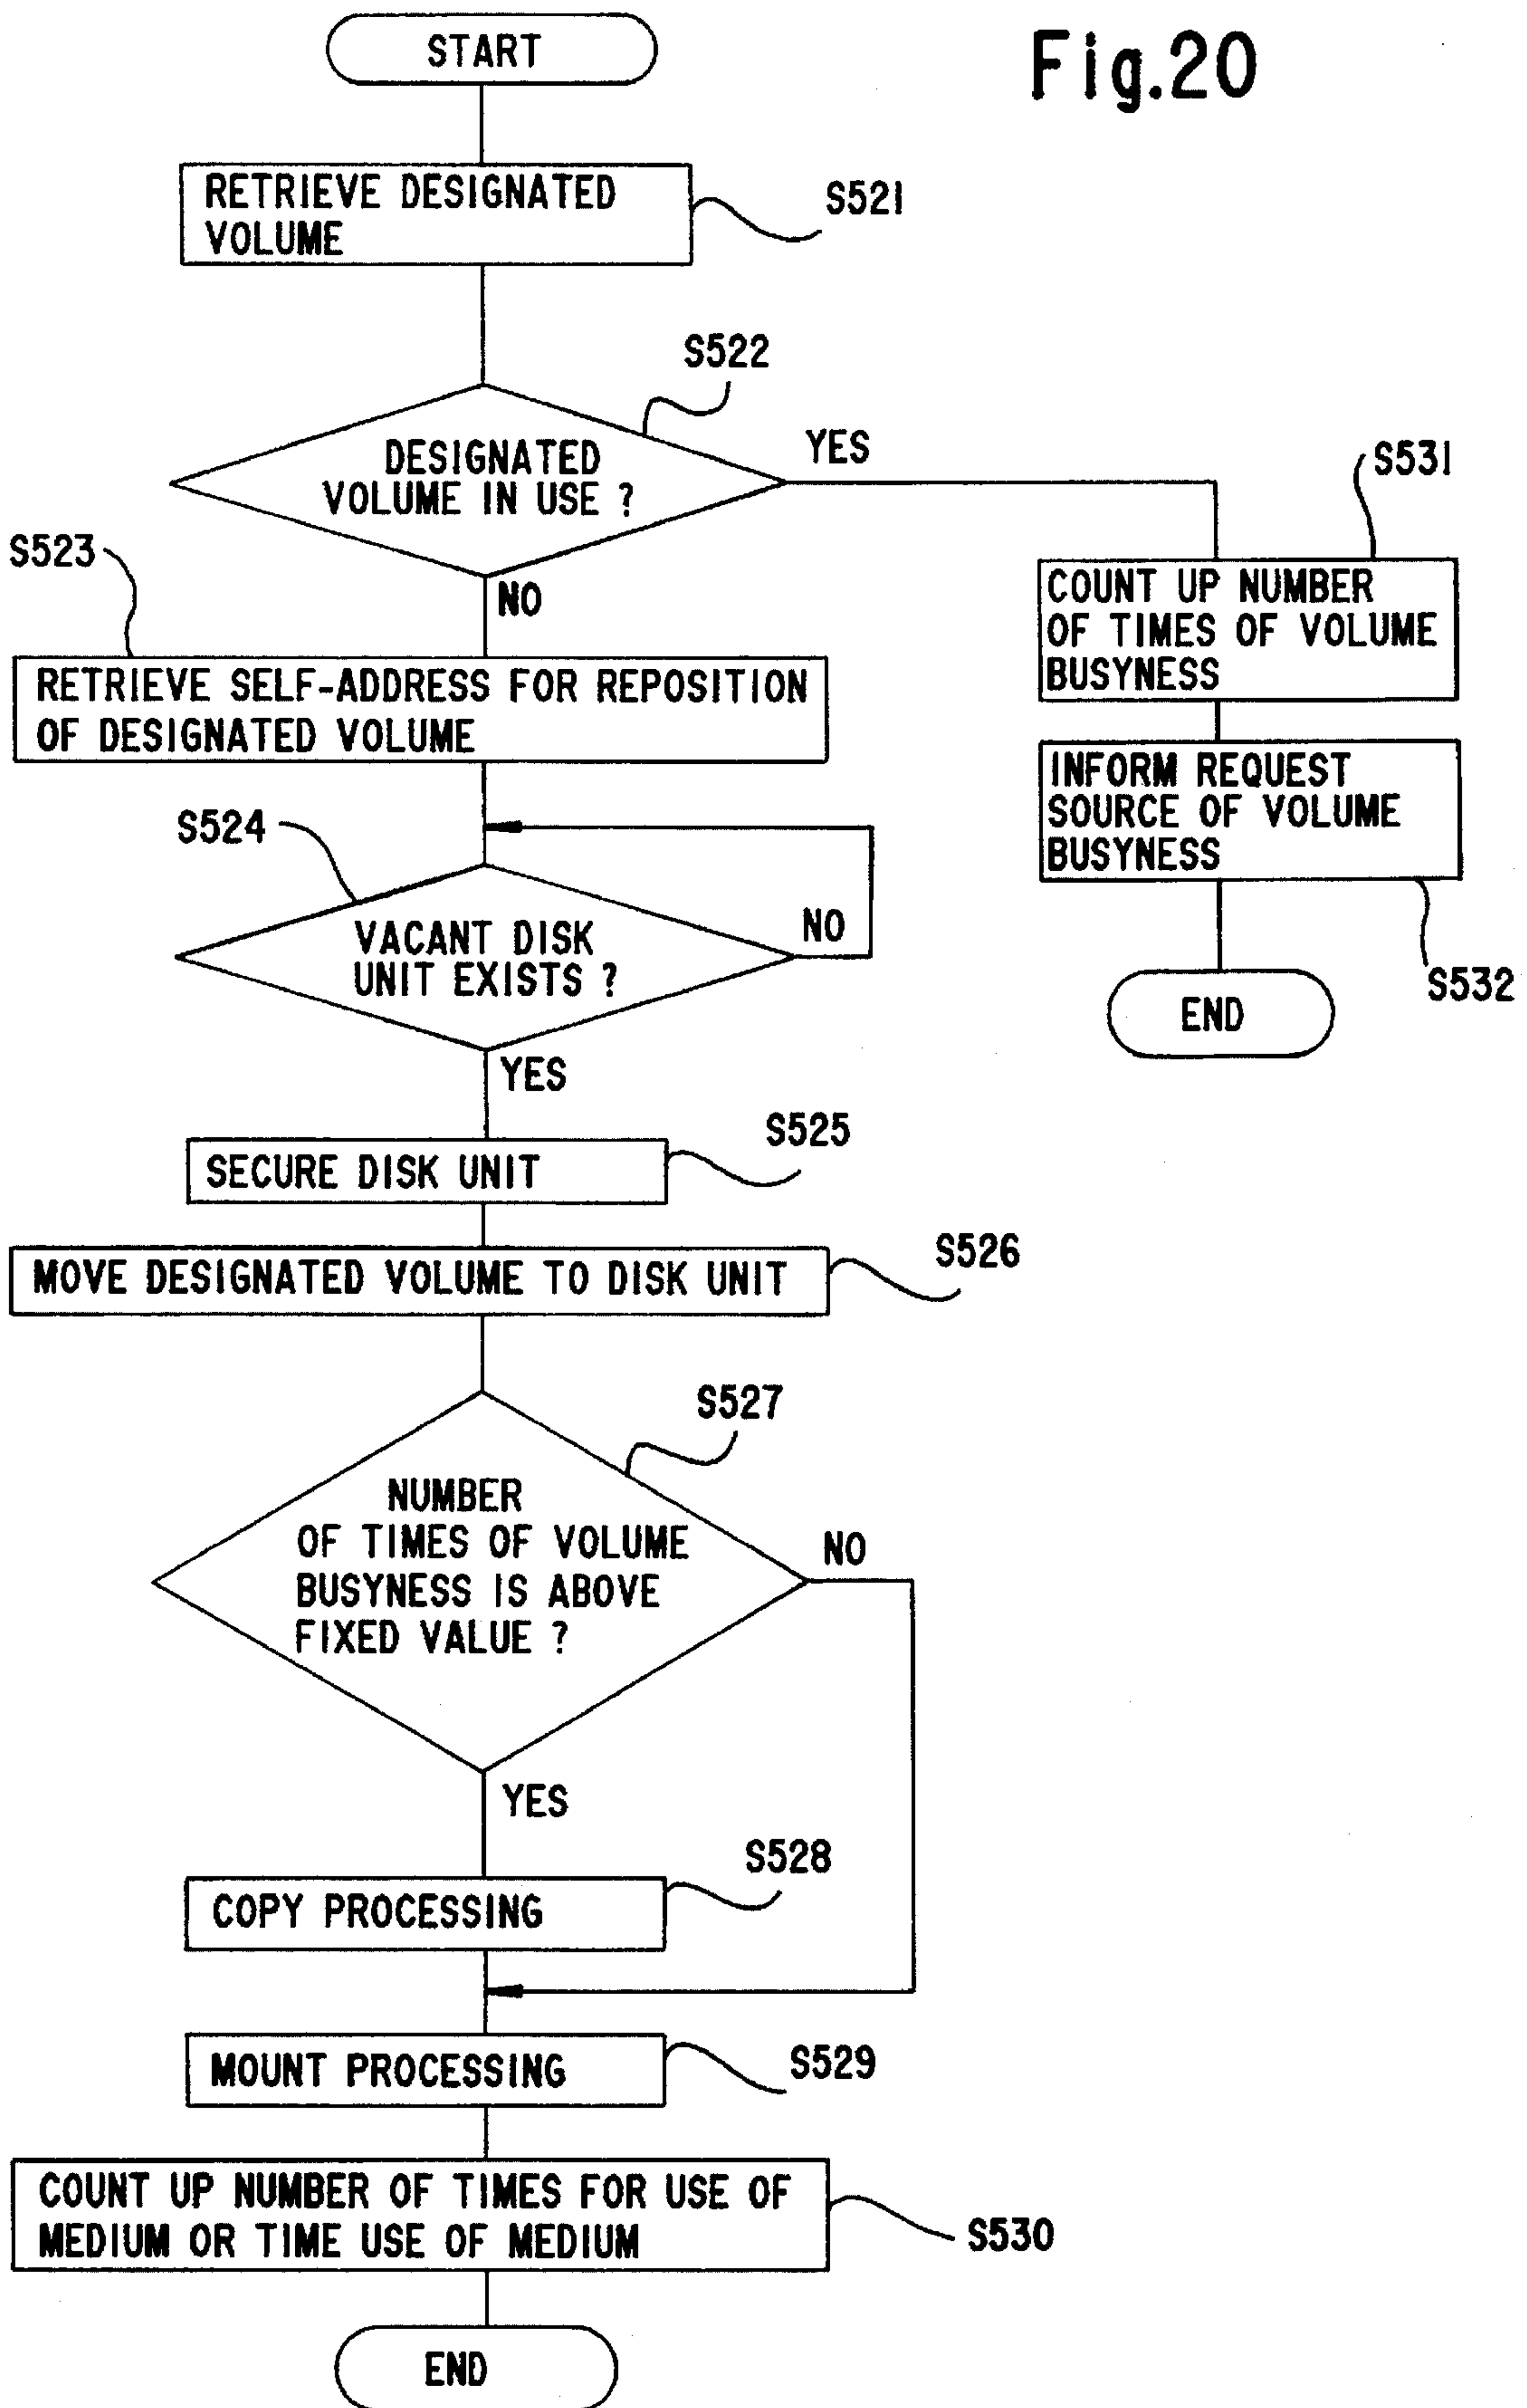 Fig.20
START
RETRIEVE DESIGNATED
VOLUME
S521
S522
DESIGNATED
VOLUME IN USE ?
YES
NO
S531
COUNT UP NUMBER
OF TIMES OF VOLUME
BUSYNESS
INFORM REQUEST
SOURCE OF VOLUME
BUSYNESS
S532
END
S523
RETRIEVE SELF-ADDRESS FOR REPOSITION
OF DESIGNATED VOLUME
S524
VACANT DISK
UNIT EXISTS ?
NO
YES
S525
SECURE DISK UNIT
S526
MOVE DESIGNATED VOLUME TO DISK UNIT
S527
NUMBER
OF TIMES OF VOLUME
BUSYNESS IS ABOVE
FIXED VALUE ?
NO
YES
S528
COPY PROCESSING
MOUNT PROCESSING
S529
COUNT UP NUMBER OF TIMES FOR USE OF
MEDIUM OR TIME USE OF MEDIUM
S530
END